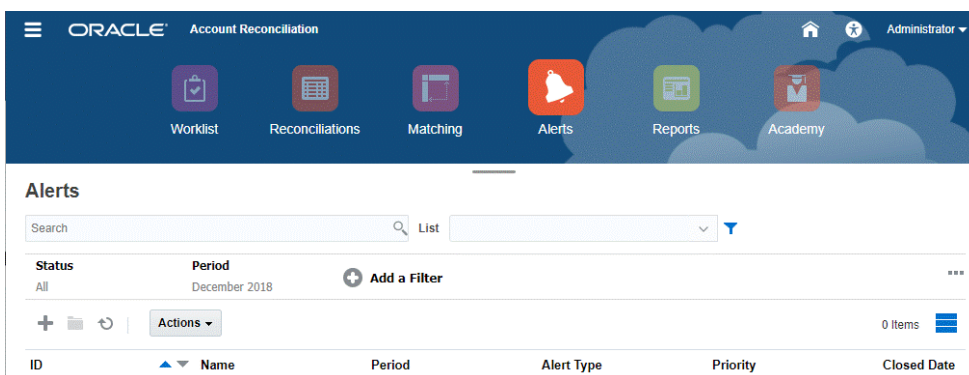 ORACLE® Account Reconciliation Administrator
Worklist Reconciliations Matching Alerts Reports Academy
Alerts
Search List
Status Period Add a Filter
All December 2018
Actions 0 Items
ID Name Period Alert Type Priority Closed Date